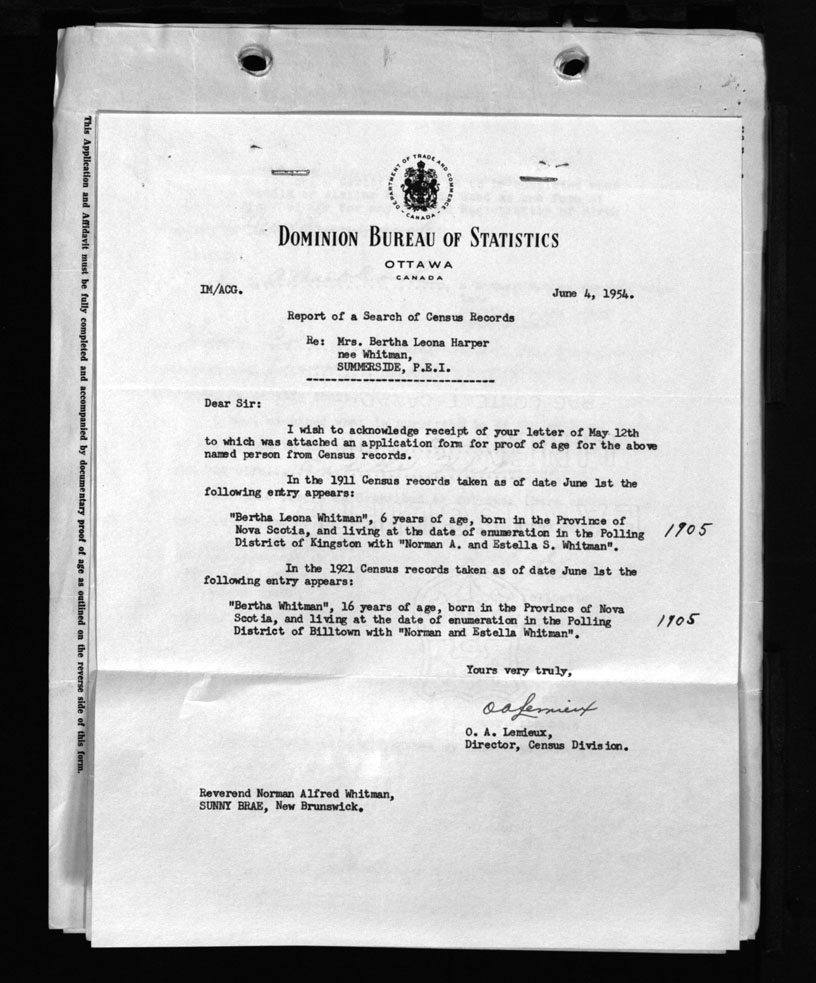 This Application and Affidavit must be fully completed and accompanied by documentary proof of age as outlined on the reverse side of this form.
DEPARTMENT OF TRADE AND COMMERCE
- CANADA -
DOMINION BUREAU OF STATISTICS
OTTAWA
CANADA
IM/ACG.
June 4, 1954.
Report of a Search of Census Records
Re: Mrs. Bertha Leona Harper
nee Whitman,
SUMMERSIDE, P.E.I.
Dear Sir:
I wish to acknowledge receipt of your letter of May 12th
to which was attached an application form for proof of age for the above
named person from Census records.
In the 1911 Census records taken as of date June 1st the
following entry appears:
"Bertha Leona Whitman", 6 years of age, born in the Province of
Nova Scotia, and living at the date of enumeration in the Polling
District of Kingston with "Norman A. and Estella S. Whitman".
1905
In the 1921 Census records taken as of date June 1st the
following entry appears:
"Bertha Whitman", 16 years of age, born in the Province of Nova
Scotia, and living at the date of enumeration in the Polling
District of Billtown with "Norman and Estella Whitman".
1905
Yours very truly,
O A Lemieux
O. A. Lemieux,
Director, Census Division.
Reverend Norman Alfred Whitman,
SUNNY BRAE, New Brunswick.